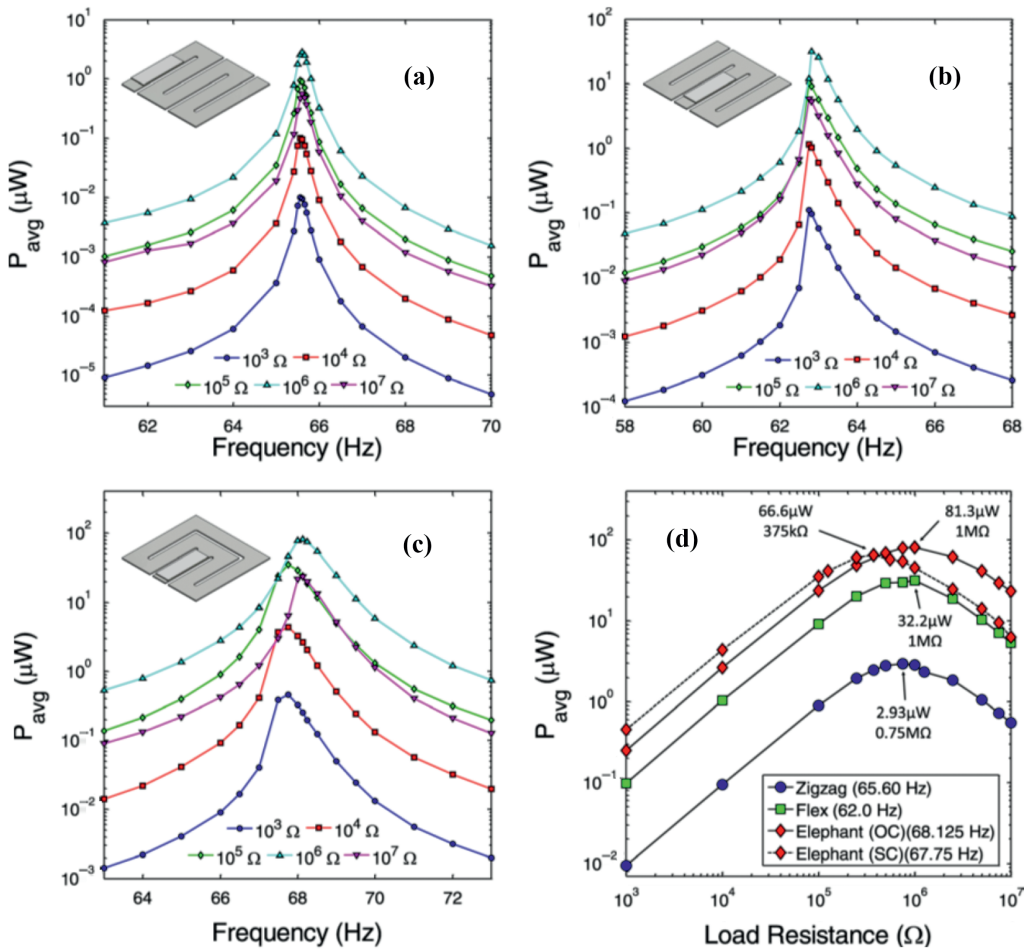 (a)
P_avg (μW)
10^1
10^0
10^-1
10^-2
10^-3
10^-4
10^-5
10^3 Ω 10^4 Ω
10^5 Ω 10^6 Ω 10^7 Ω
62 64 66 68 70
Frequency (Hz)
(b)
P_avg (μW)
10^2
10^1
10^0
10^-1
10^-2
10^-3
10^-4
10^3 Ω 10^4 Ω
10^5 Ω 10^6 Ω 10^7 Ω
58 60 62 64 66 68
Frequency (Hz)
(c)
P_avg (μW)
10^2
10^1
10^0
10^-1
10^-2
10^-3
10^3 Ω 10^4 Ω
10^5 Ω 10^6 Ω 10^7 Ω
64 66 68 70 72
Frequency (Hz)
(d)
P_avg (μW)
10^2
10^1
10^0
10^-1
10^-2
66.6μW
375kΩ
81.3μW
1MΩ
32.2μW
1MΩ
2.93μW
0.75MΩ
Zigzag (65.60 Hz)
Flex (62.0 Hz)
Elephant (OC)(68.125 Hz)
Elephant (SC)(67.75 Hz)
10^3 10^4 10^5 10^6 10^7
Load Resistance (Ω)